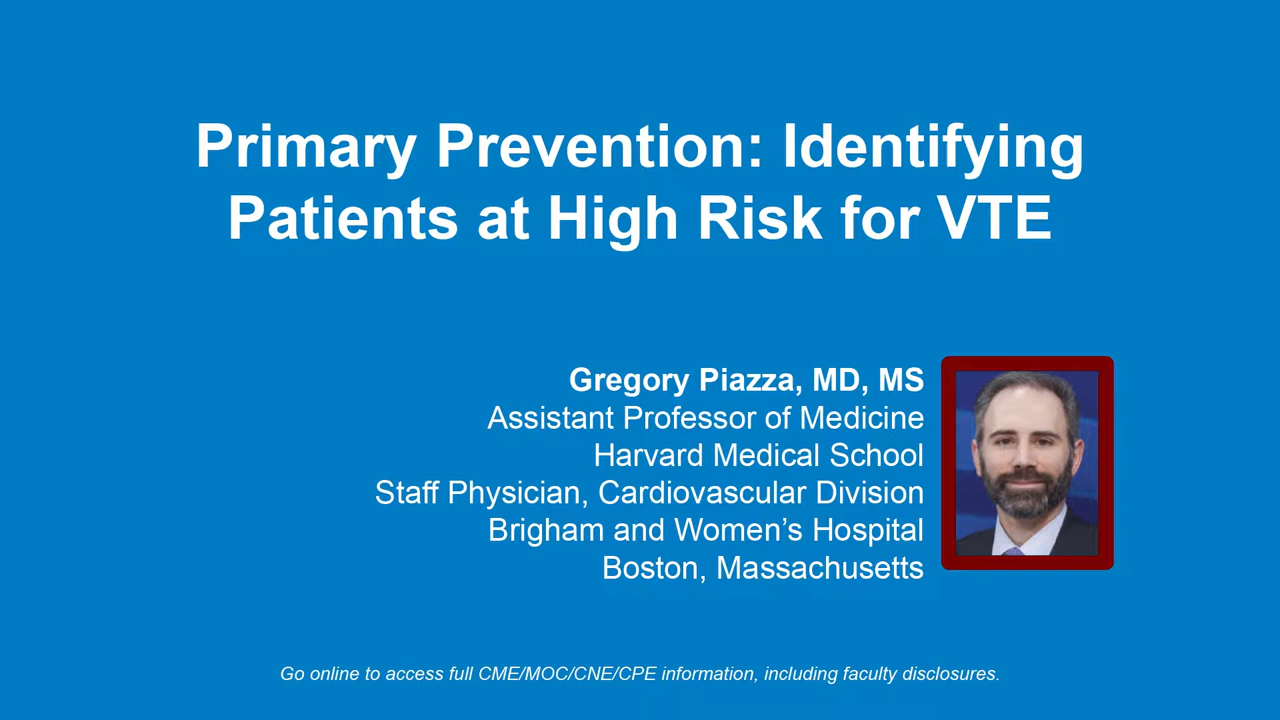 Primary Prevention: Identifying
Patients at High Risk for VTE
Gregory Piazza, MD, MS
Assistant Professor of Medicine
Harvard Medical School
Staff Physician, Cardiovascular Division
Brigham and Women’s Hospital
Boston, Massachusetts
Go online to access full CME/MOC/CNE/CPE information, including faculty disclosures.